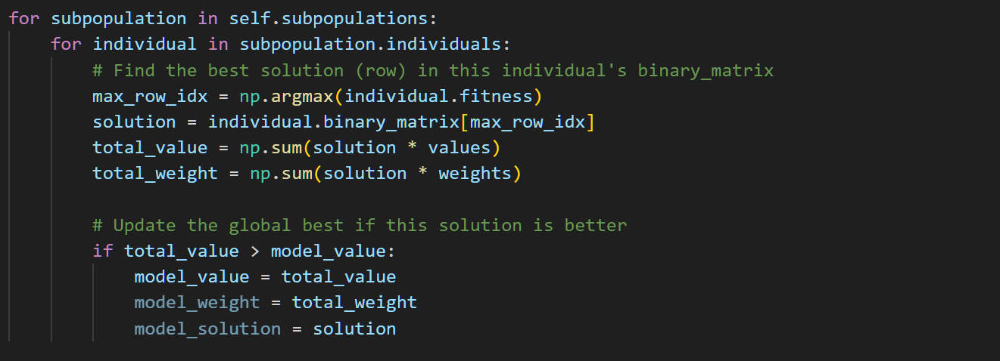 for subpopulation in self.subpopulations:
    for individual in subpopulation.individuals:
        # Find the best solution (row) in this individual's binary_matrix
        max_row_idx = np.argmax(individual.fitness)
        solution = individual.binary_matrix[max_row_idx]
        total_value = np.sum(solution * values)
        total_weight = np.sum(solution * weights)

        # Update the global best if this solution is better
        if total_value > model_value:
            model_value = total_value
            model_weight = total_weight
            model_solution = solution